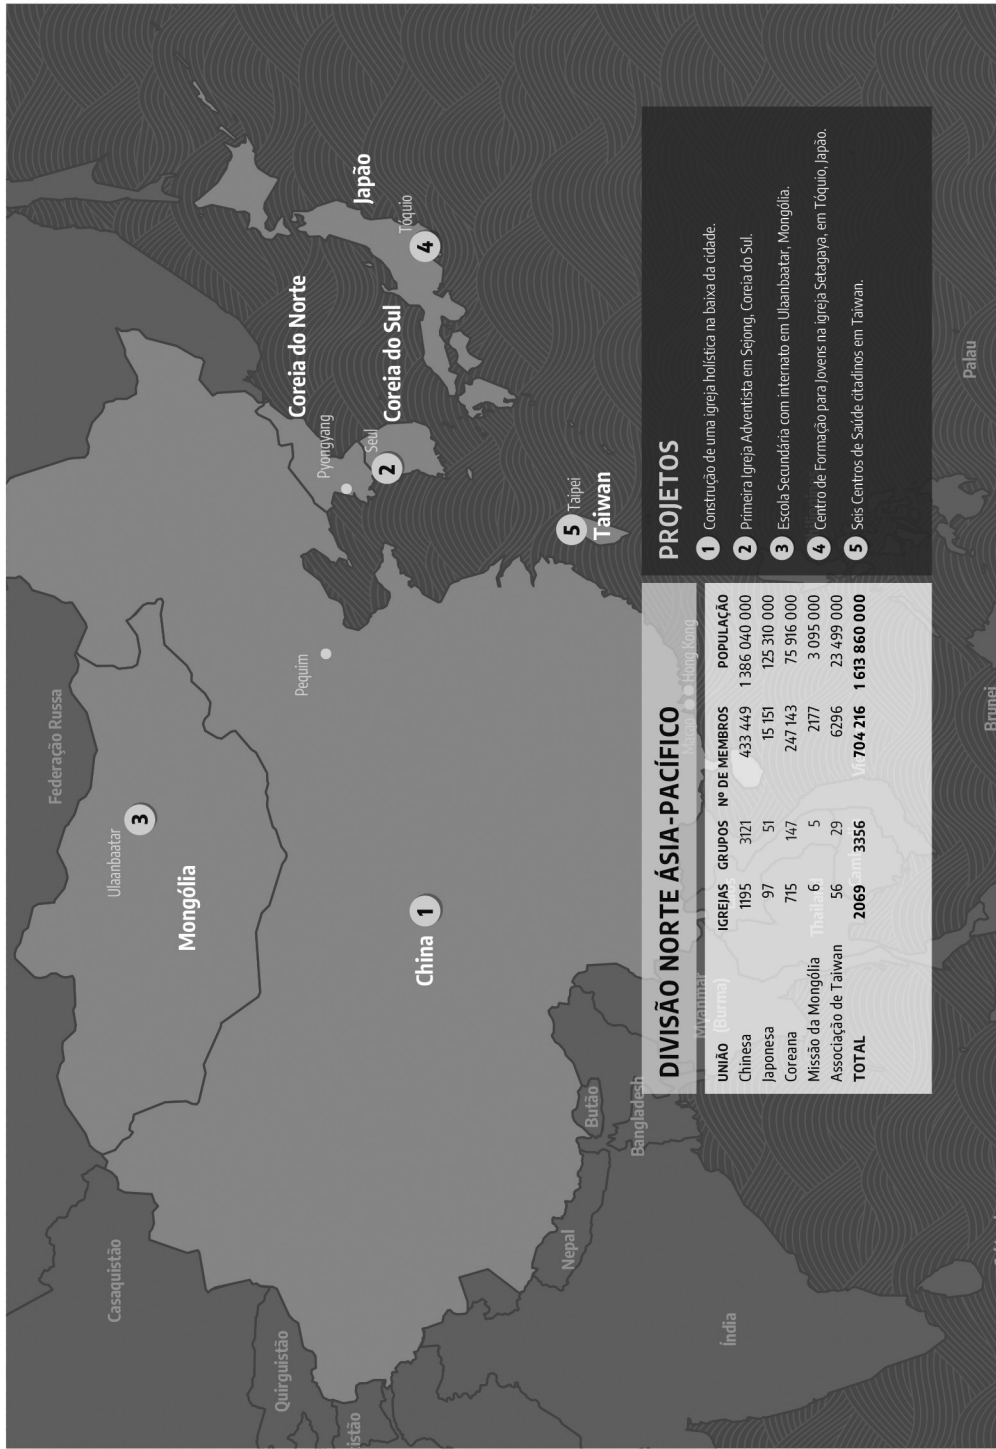 Federação Russa
Casaquistão
Quirguistão
Ulaanbaatar
3
Mongólia
Pequim
China 1
Coreia do Norte
Pyongyang
Seul
2
Coreia do Sul
Japão
Tóquio
4
5 Taipei
Taiwan
Nepal
Butão
Bangladesh
Índia
Myanmar
(Burma)
Hong Kong
Thailand
Brunei
Palau
DIVISÃO NORTE ÁSIA-PACÍFICO
UNIÃO IGREJAS GRUPOS Nº DE MEMBROS POPULAÇÃO
Chinesa 1195 3121 433 449 1 386 040 000
Japonesa 97 51 15 151 125 310 000
Coreana 715 147 247 143 75 916 000
Missão da Mongólia 6 5 2177 3 095 000
Associação de Taiwan 56 29 6296 23 499 000
TOTAL 2069 3356 704 216 1 613 860 000
PROJETOS
1 Construção de uma igreja holística na baixa da cidade.
2 Primeira Igreja Adventista em Sejong, Coreia do Sul.
3 Escola Secundária com internato em Ulaanbaatar, Mongólia.
4 Centro de Formação para Jovens na igreja Setagaya, em Tóquio, Japão.
5 Seis Centros de Saúde citadinos em Taiwan.